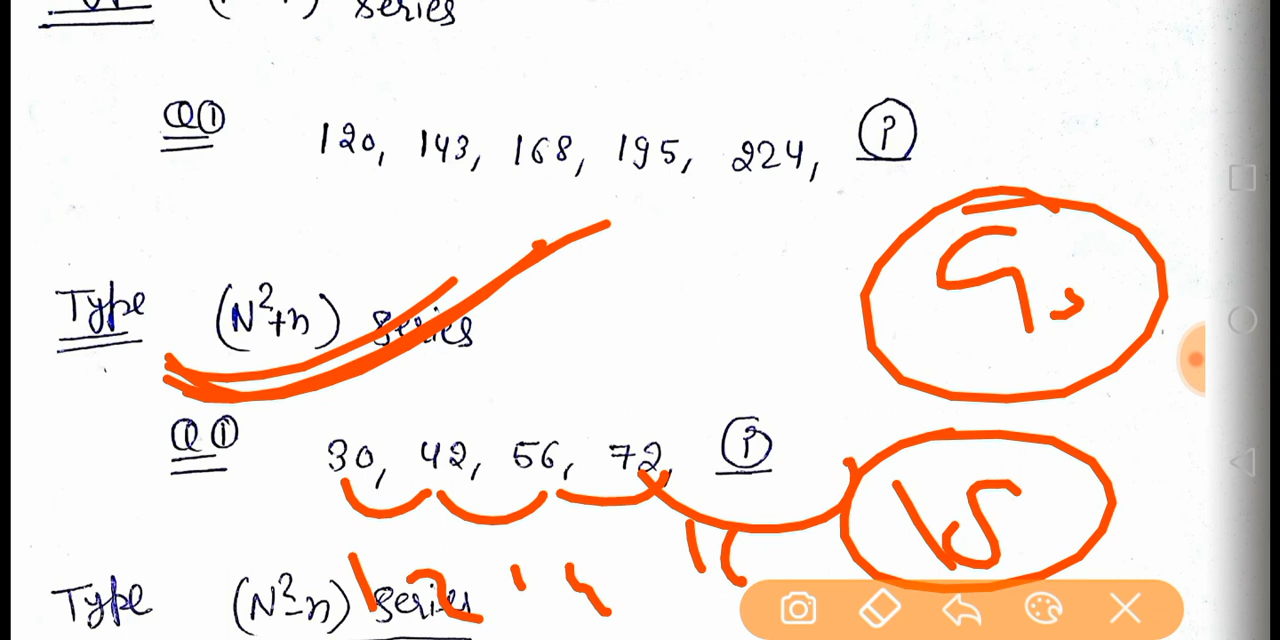 series
Q① 120, 143, 168, 195, 224, ?
Type (N²+n) series
Q① 30, 42, 56, 72, ?
12
Type (N²-n) series